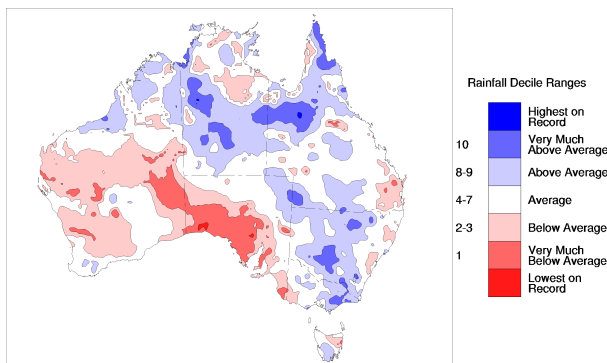 Rainfall Decile Ranges
Highest on
Record
10
Very Much
Above Average
8-9
Above Average
4-7
Average
2-3
Below Average
1
Very Much
Below Average
Lowest on
Record